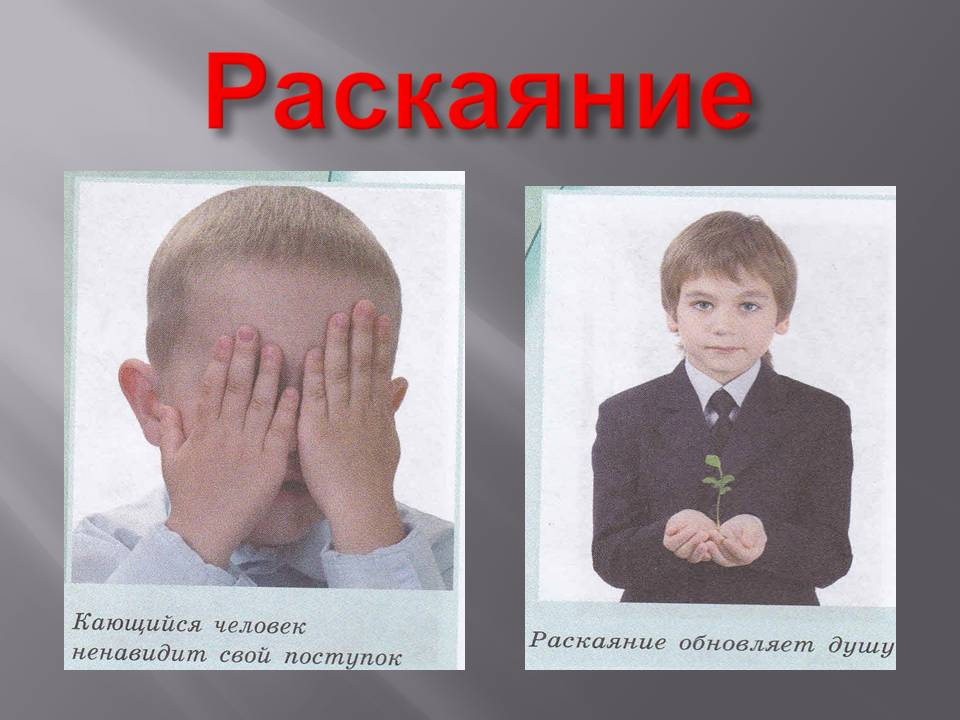 Раскаяние
Кающийся человек
ненавидит свой поступок
Раскаяние обновляет душу